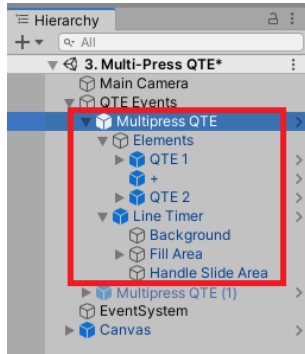 Hierarchy
All
3. Multi-Press QTE*
Main Camera
QTE Events
Multipress QTE
Elements
QTE 1
+
QTE 2
Line Timer
Background
Fill Area
Handle Slide Area
Multipress QTE (1)
EventSystem
Canvas